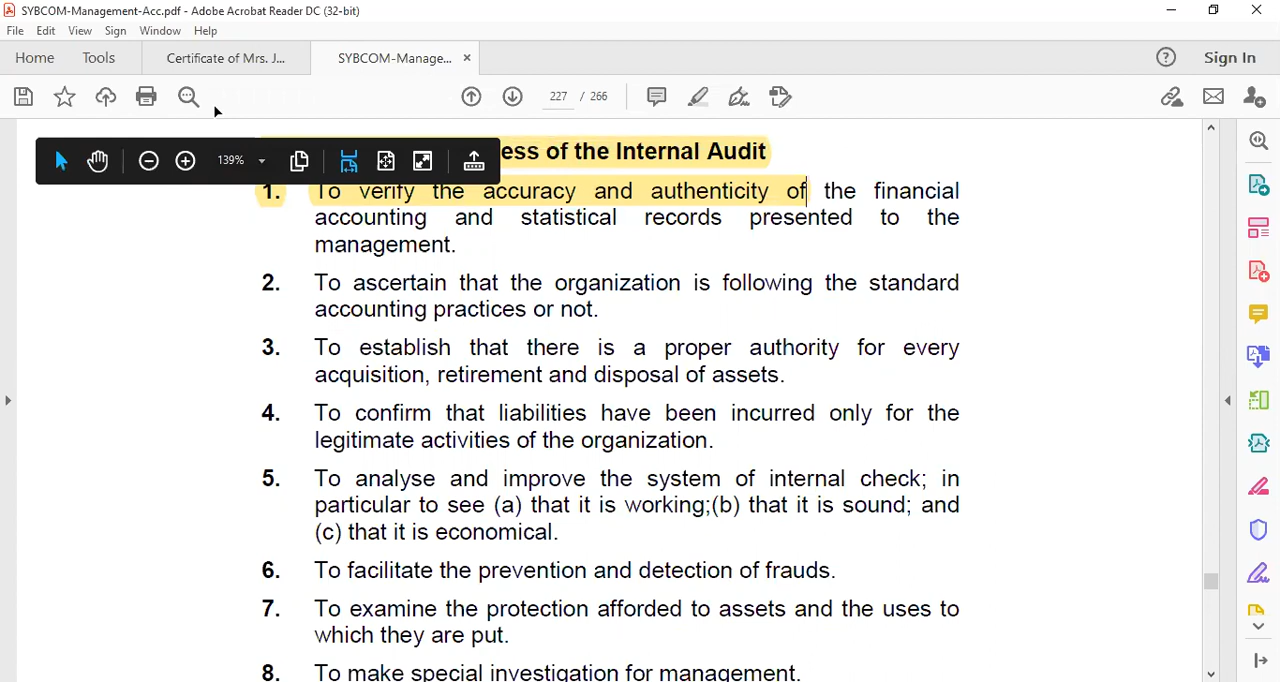 SYBCOM-Management-Acc.pdf - Adobe Acrobat Reader DC (32-bit)
File Edit View Sign Window Help
Home Tools Certificate of Mrs. J... SYBCOM-Manage... × Sign In
227 / 266
139%
ess of the Internal Audit
1. To verify the accuracy and authenticity of the financial
accounting and statistical records presented to the
management.
2. To ascertain that the organization is following the standard
accounting practices or not.
3. To establish that there is a proper authority for every
acquisition, retirement and disposal of assets.
4. To confirm that liabilities have been incurred only for the
legitimate activities of the organization.
5. To analyse and improve the system of internal check; in
particular to see (a) that it is working;(b) that it is sound; and
(c) that it is economical.
6. To facilitate the prevention and detection of frauds.
7. To examine the protection afforded to assets and the uses to
which they are put.
8. To make special investigation for management.